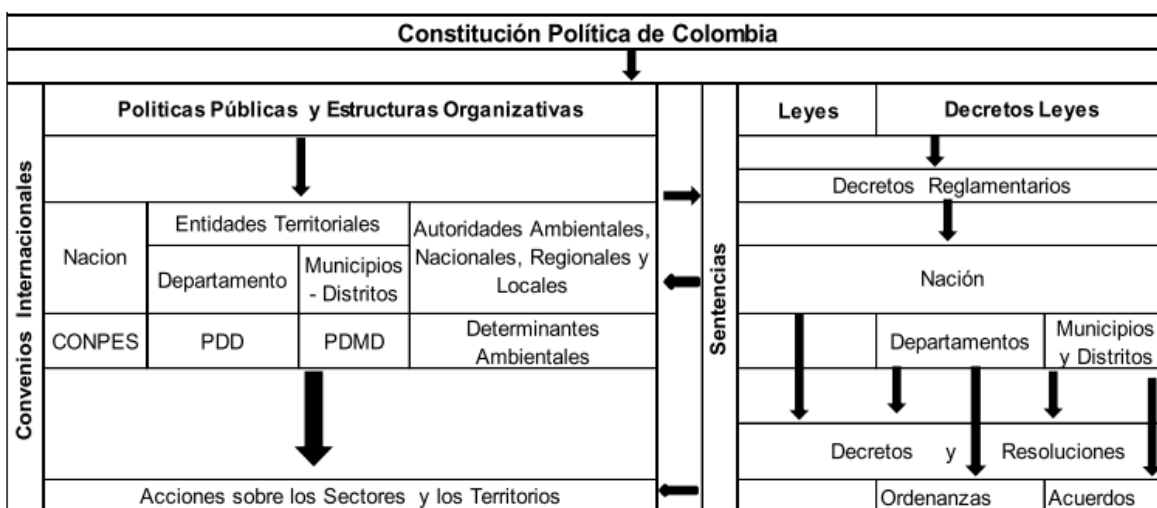 Constitución Política de Colombia
Convenios Internacionales
Politicas Públicas y Estructuras Organizativas
Nacion
Entidades Territoriales
Departamento
Municipios
- Distritos
Autoridades Ambientales,
Nacionales, Regionales y
Locales
CONPES
PDD
PDMD
Determinantes
Ambientales
Acciones sobre los Sectores y los Territorios
Sentencias
Leyes
Decretos Leyes
Decretos Reglamentarios
Nación
Departamentos
Municipios
y Distritos
Decretos y Resoluciones
Ordenanzas
Acuerdos